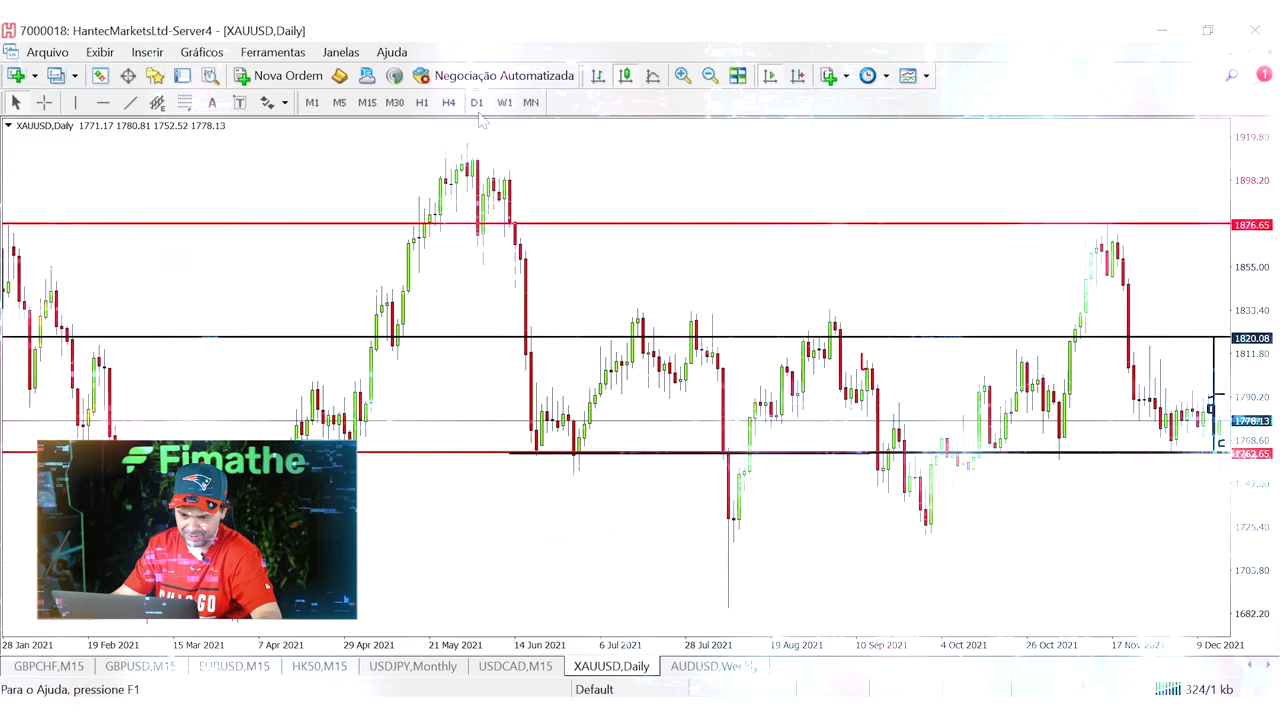 7000018: HantecMarketsLtd-Server4 - [XAUUSD,Daily]
Arquivo Exibir Inserir Gráficos Ferramentas Janelas Ajuda
Nova Ordem Negociação Automatizada 1
A T M1 M5 M15 M30 H1 H4 D1 W1 MN
XAUUSD,Daily 1771.17 1780.81 1752.52 1778.13
1919.80
1898.20
1876.65
1855.00
1833.40
1820.08
1811.80
1790.20
1778.13
1768.60
1762.65
1725.40
1703.80
1682.20
Fimathe
28 Jan 2021 19 Feb 2021 15 Mar 2021 7 Apr 2021 29 Apr 2021 21 May 2021 14 Jun 2021 6 Jul 2021 28 Jul 2021 19 Aug 2021 10 Sep 2021 4 Oct 2021 26 Oct 2021 17 Nov 2021 9 Dec 2021
GBPCHF,M15 GBPUSD,M15 EURUSD,M15 HK50,M15 USDJPY,Monthly USDCAD,M15 XAUUSD,Daily AUDUSD,Weekly
Para o Ajuda, pressione F1 Default 324/1 kb